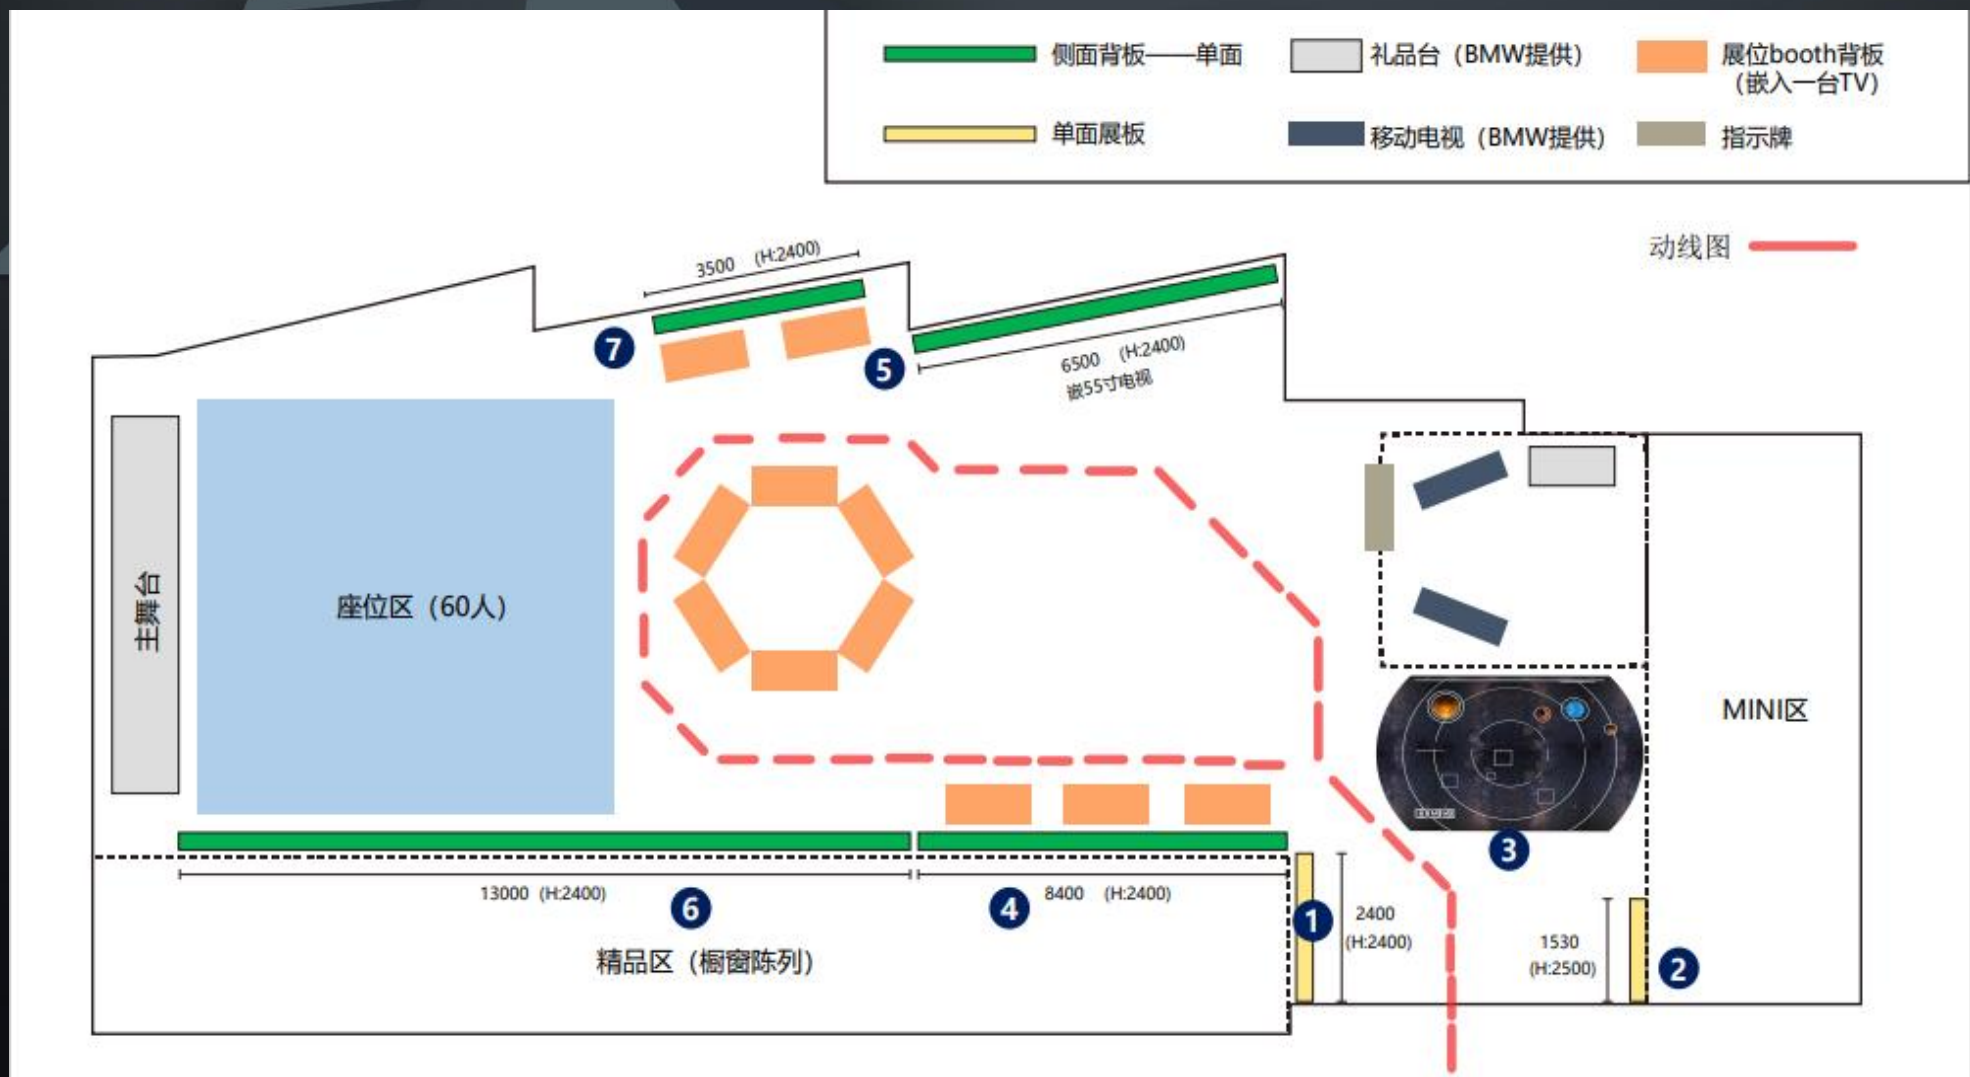 侧面背板——单面
礼品台（BMW提供）
展位booth背板
（嵌入一台TV）
单面展板
移动电视（BMW提供）
指示牌
动线图
3500 （H:2400）
7
5
6500 （H:2400）
嵌55寸电视
主舞台
座位区（60人）
MINI区
3
13000（H:2400）
6
4
8400 （H:2400）
1
2400
(H:2400)
1530
(H:2500)
2
精品区（橱窗陈列）